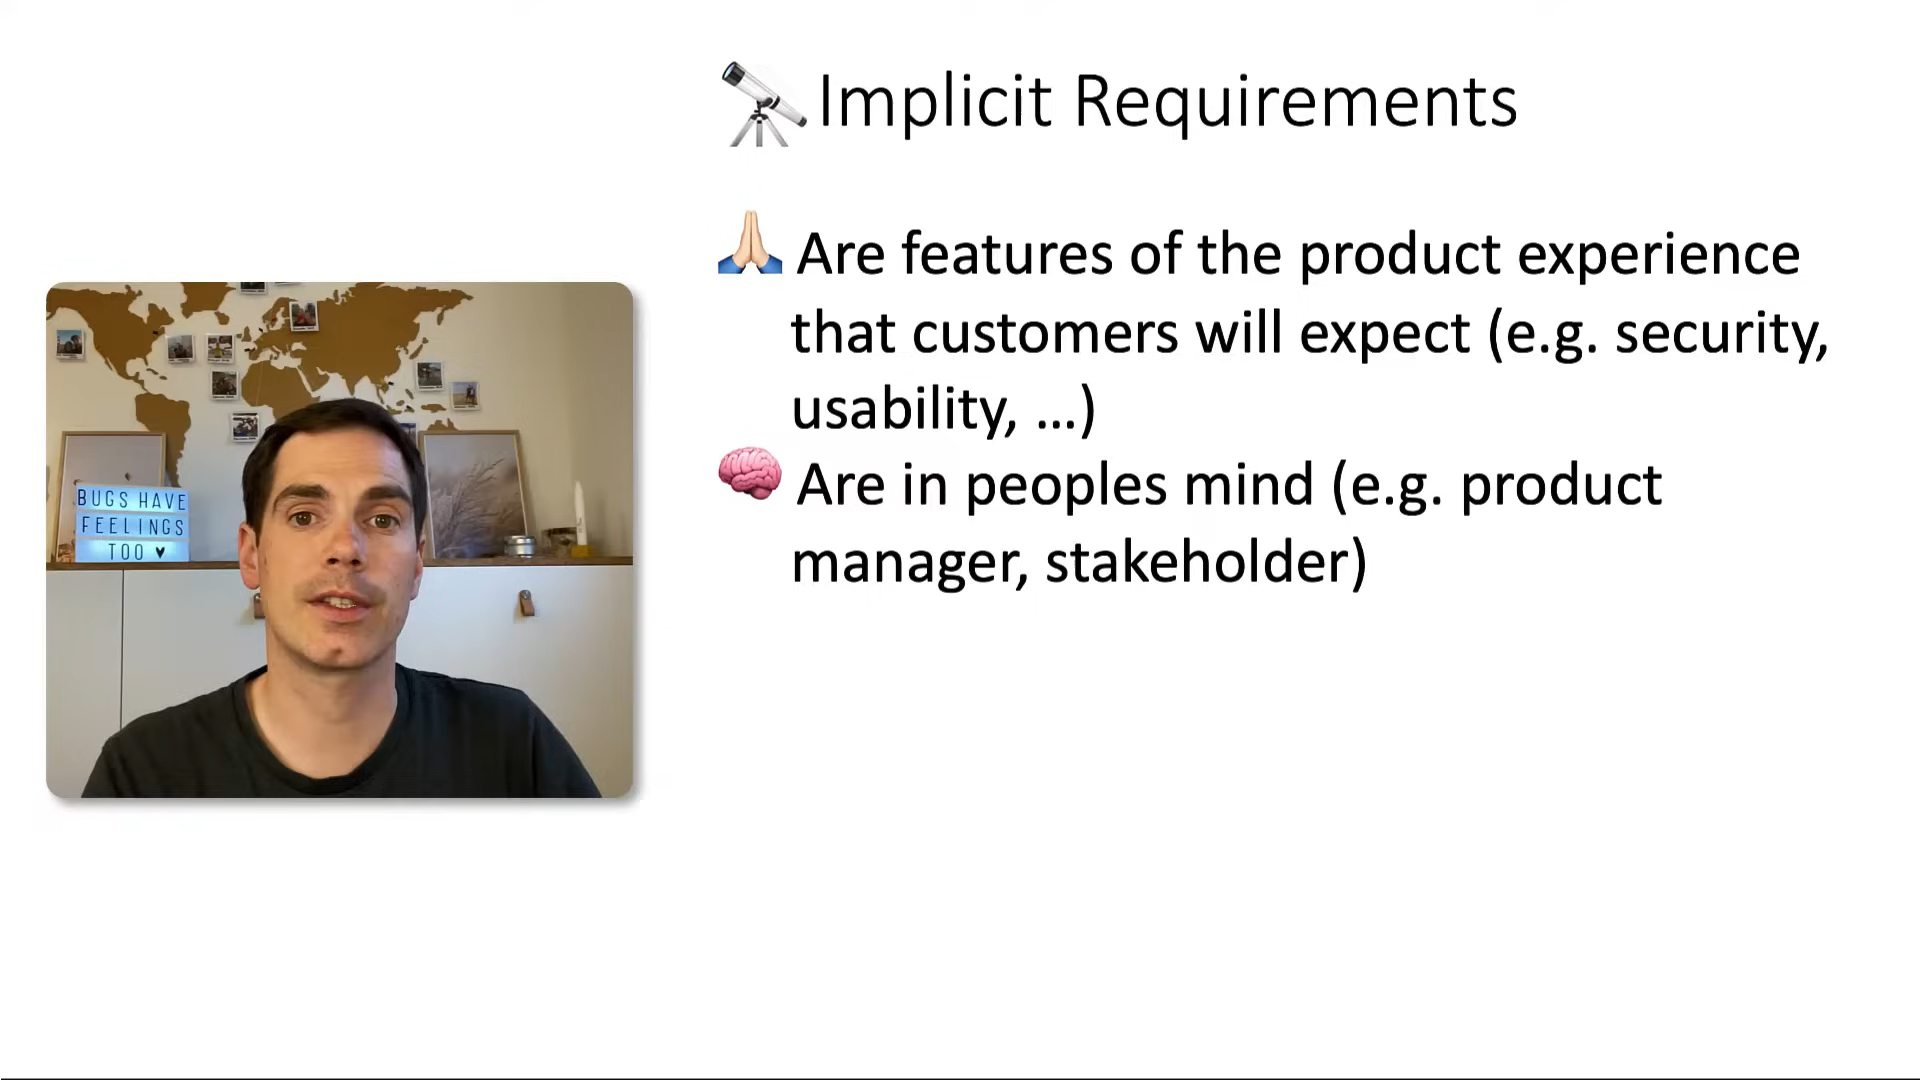 Implicit Requirements
Are features of the product experience
that customers will expect (e.g. security,
usability, ...)
Are in peoples mind (e.g. product
manager, stakeholder)
BUGS HAVE
FEELINGS
TOO ♥